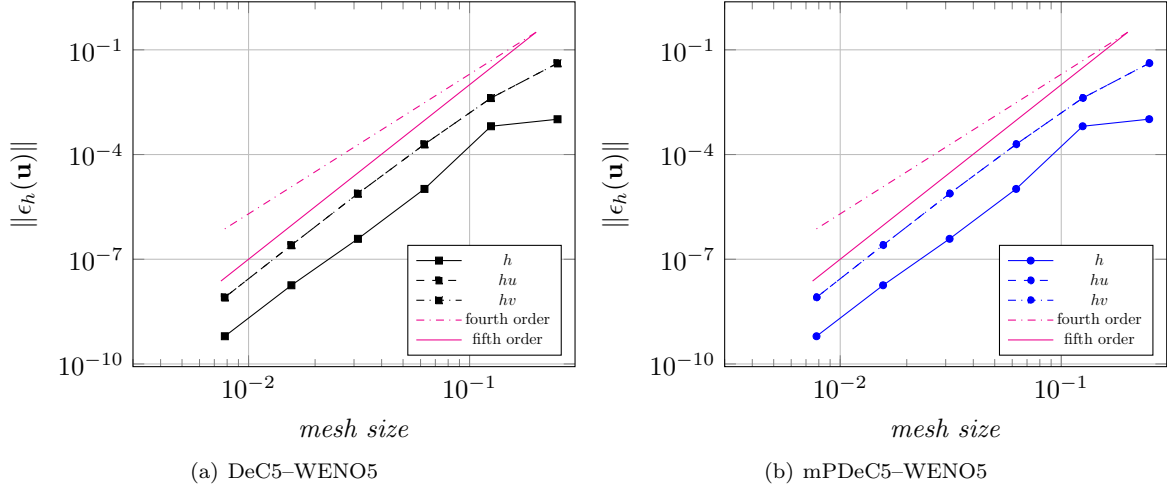 10⁻¹
10⁻⁴
10⁻⁷
10⁻¹⁰
‖ϵₕ(𝐮)‖
h
hu
hv
fourth order
fifth order
10⁻²
10⁻¹
mesh size
(a) DeC5–WENO5
10⁻¹
10⁻⁴
10⁻⁷
10⁻¹⁰
‖ϵₕ(𝐮)‖
h
hu
hv
fourth order
fifth order
10⁻²
10⁻¹
mesh size
(b) mPDeC5–WENO5